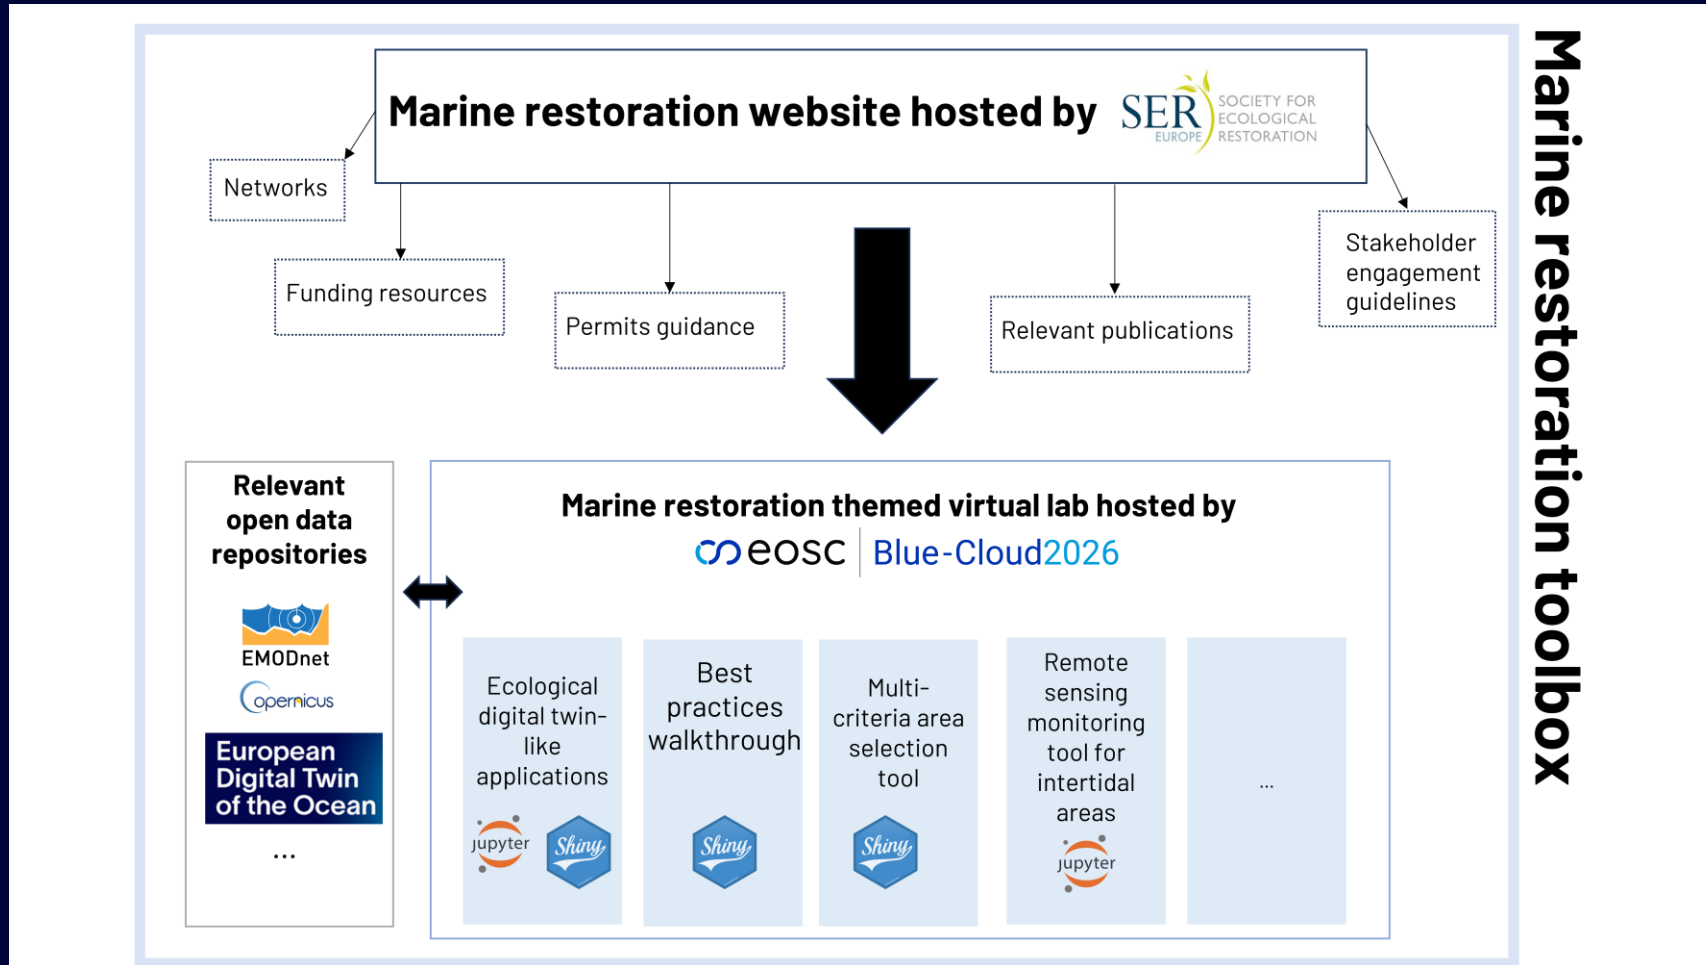 Marine restoration website hosted by
SER
EUROPE
SOCIETY FOR
ECOLOGICAL
RESTORATION
Networks
Funding resources
Permits guidance
Relevant publications
Stakeholder
engagement
guidelines
Relevant
open data
repositories
EMODnet
Copernicus
European
Digital Twin
of the Ocean
...
Marine restoration themed virtual lab hosted by
eosc
Blue-Cloud2026
Ecological
digital twin-
like
applications
Jupyter
Shiny
Best
practices
walkthrough
Shiny
Multi-
criteria area
selection
tool
Shiny
Remote
sensing
monitoring
tool for
intertidal
areas
Jupyter
...
Marine restoration toolbox